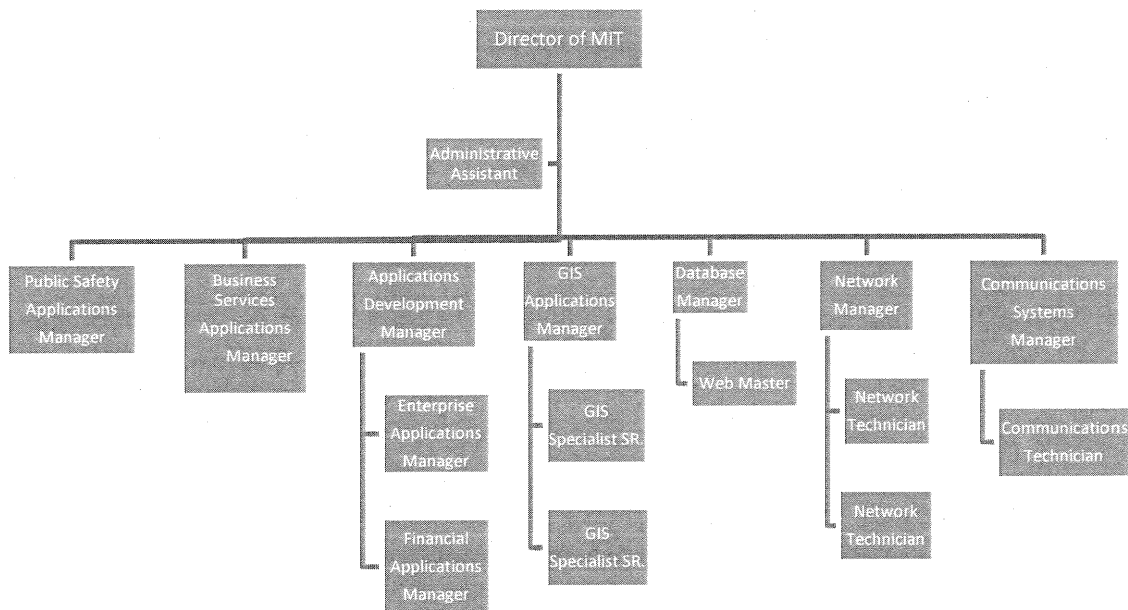 Director of MIT
Administrative
Assistant
Public Safety
Applications
Manager
Business
Services
Applications
Manager
Applications
Development
Manager
GIS
Applications
Manager
Database
Manager
Network
Manager
Communications
Systems
Manager
Enterprise
Applications
Manager
Financial
Applications
Manager
GIS
Specialist SR.
GIS
Specialist SR.
Web Master
Network
Technician
Network
Technician
Communications
Technician